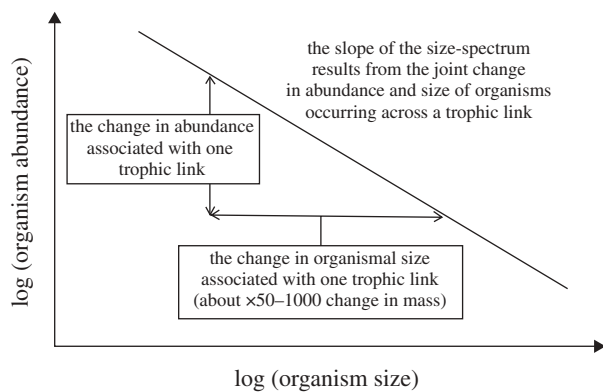 the slope of the size-spectrum
results from the joint change
in abundance and size of organisms
occurring across a trophic link
the change in abundance
associated with one
trophic link
the change in organismal size
associated with one trophic link
(about ×50–1000 change in mass)
log (organism abundance)
log (organism size)